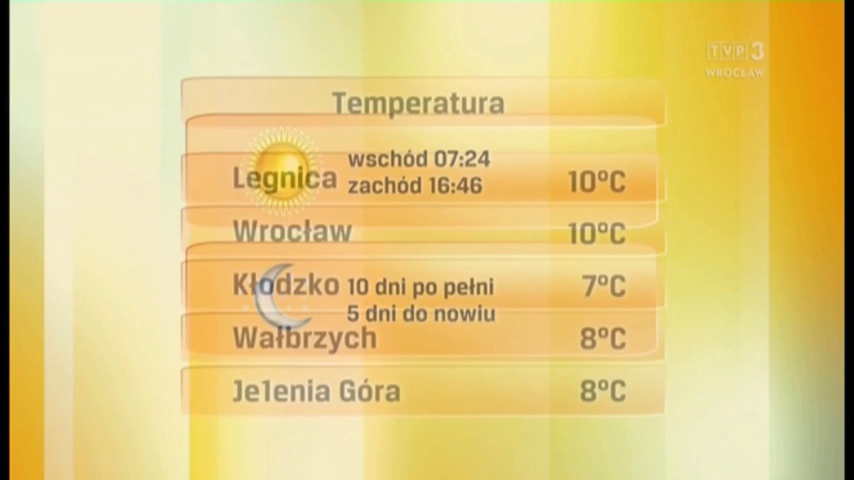 TVP3
WROCŁAW
Temperatura
wschód 07:24
zachód 16:46
Legnica 10°C
Wrocław 10°C
Kłodzko 7°C
10 dni po pełni
5 dni do nowiu
Wałbrzych 8°C
Je1enia Góra 8°C